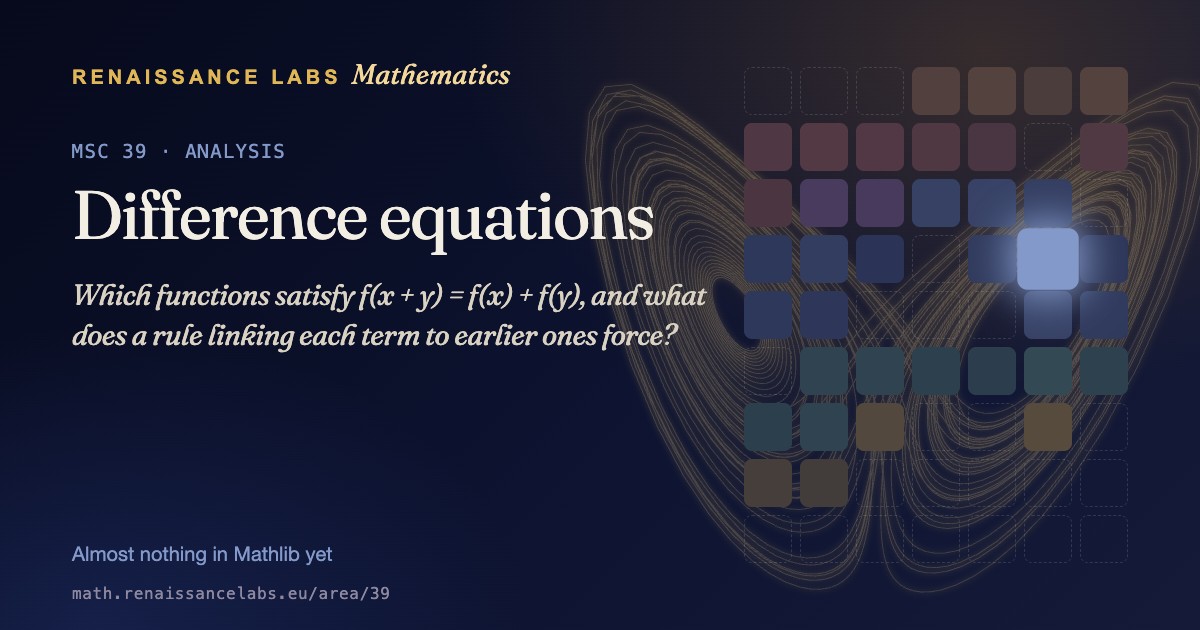 RENAISSANCE LABS Mathematics
MSC 39 · ANALYSIS
Difference equations
Which functions satisfy f(x + y) = f(x) + f(y), and what
does a rule linking each term to earlier ones force?
Almost nothing in Mathlib yet
math.renaissancelabs.eu/area/39